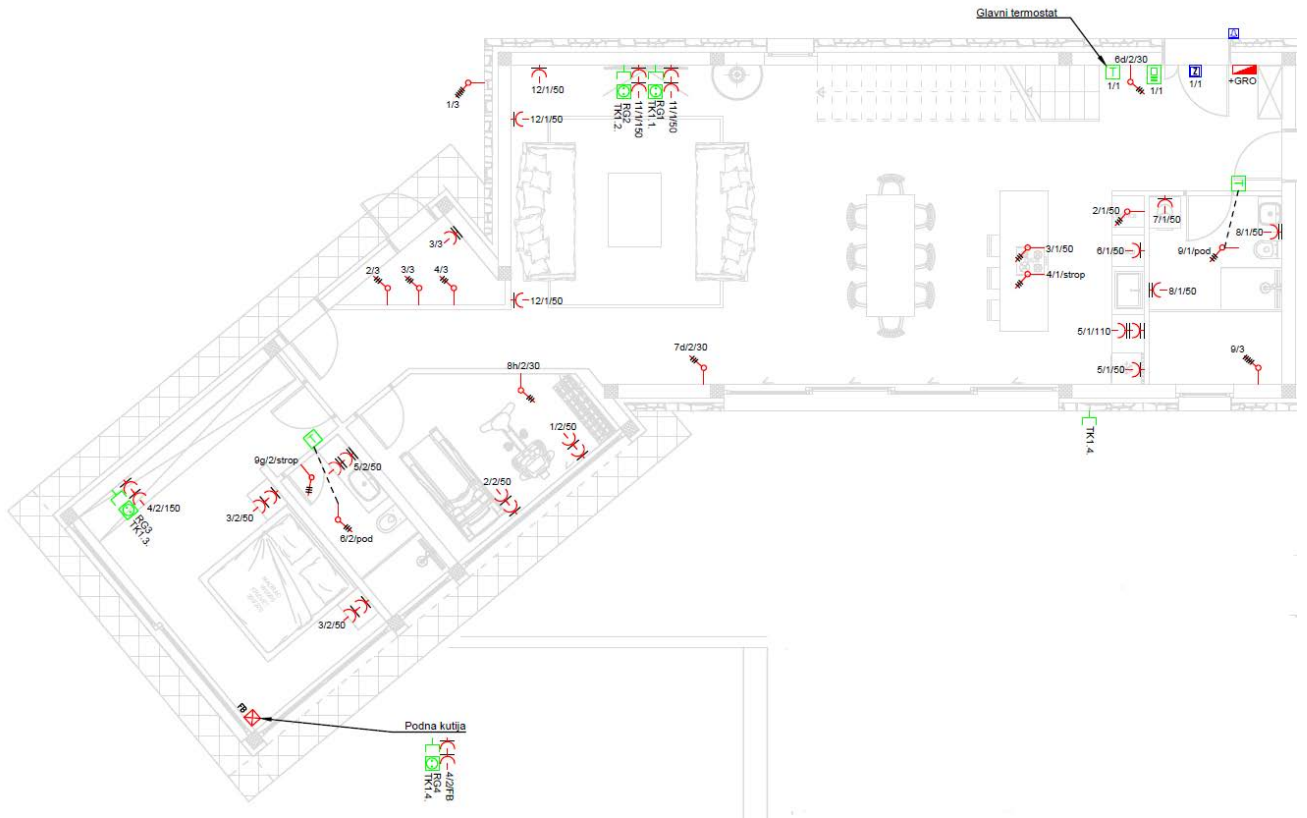 Glavni termostat
6d/2/30
1/1
1/1
Z
1/1
+GRO
1/3
12/1/50
RG2
TK1.2.
11/1/150
RG1
TK1.1.
11/1/50
12/1/50
T
T
3/3
2/1/50
7/1/50
8/1/50
3/1/50
6/1/50
9/1/pod
2/3
3/3
4/3
4/1/strop
12/1/50
8/1/50
5/1/110
7d/2/30
9/3
8h/2/30
5/1/50
1/2/50
TK1.4.
T
9g/2/strop
5/2/50
2/2/50
4/2/150
RG3
TK1.3.
3/2/50
6/2/pod
3/2/50
FB
Podna kutija
4/2/FB
RG4
TK1.4.